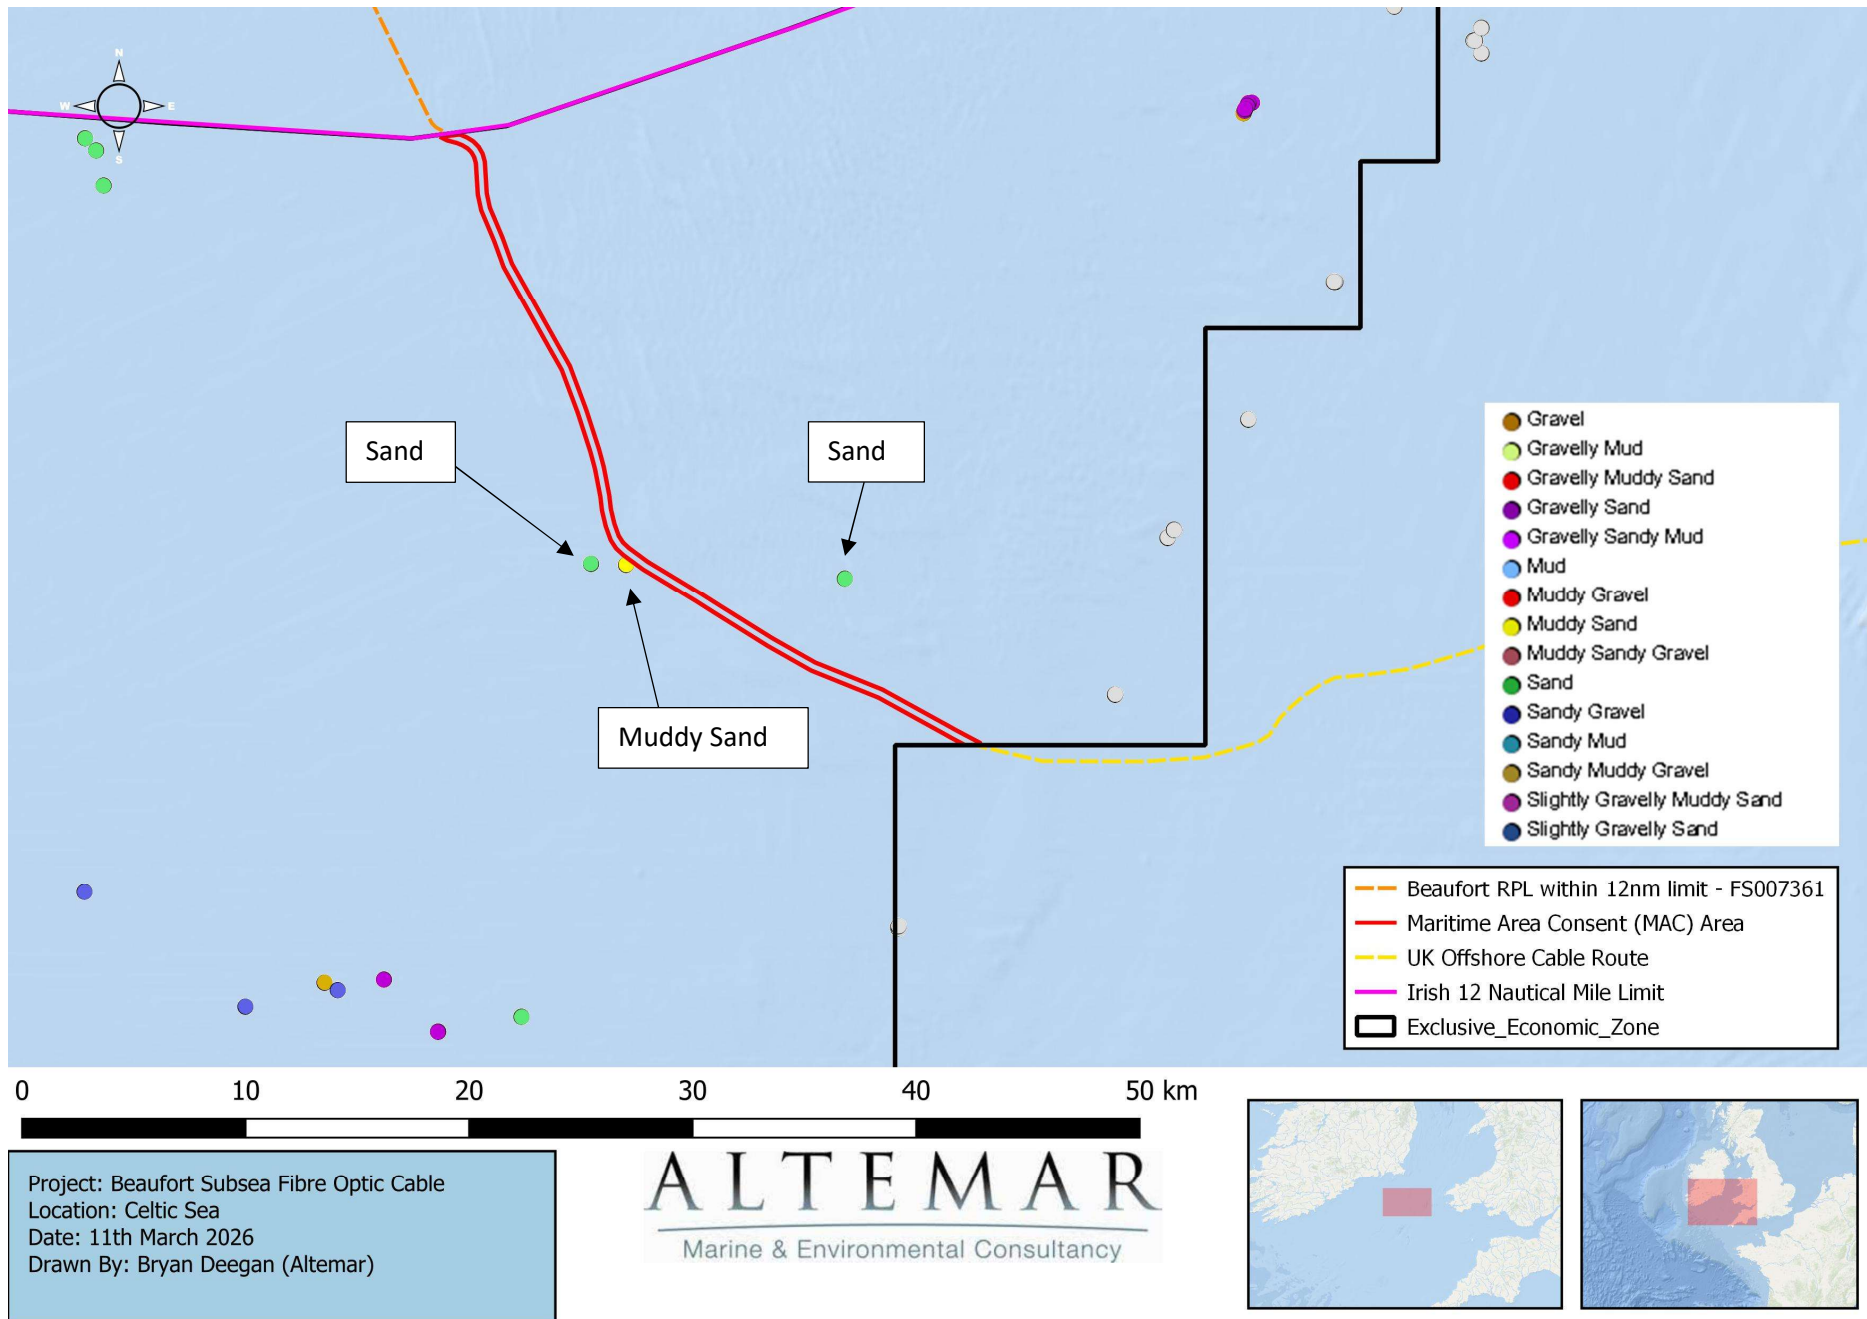 N
W
E
S
Sand
Sand
Muddy Sand
Gravel
Gravelly Mud
Gravelly Muddy Sand
Gravelly Sand
Gravelly Sandy Mud
Mud
Muddy Gravel
Muddy Sand
Muddy Sandy Gravel
Sand
Sandy Gravel
Sandy Mud
Sandy Muddy Gravel
Slightly Gravelly Muddy Sand
Slightly Gravelly Sand
Beaufort RPL within 12nm limit - FS007361
Maritime Area Consent (MAC) Area
UK Offshore Cable Route
Irish 12 Nautical Mile Limit
Exclusive_Economic_Zone
0 10 20 30 40 50 km
Project: Beaufort Subsea Fibre Optic Cable
Location: Celtic Sea
Date: 11th March 2026
Drawn By: Bryan Deegan (Altemar)
ALTEMAR
Marine & Environmental Consultancy